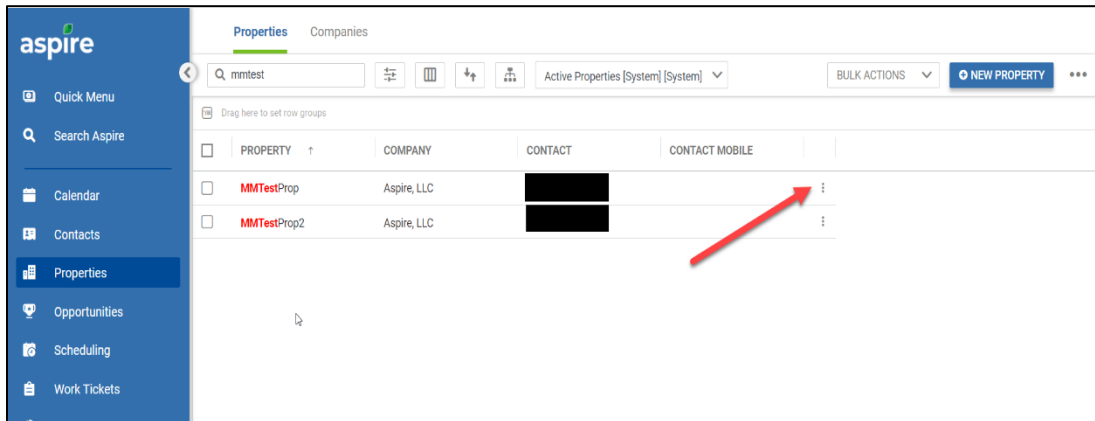 aspire
Quick Menu
Search Aspire
Calendar
Contacts
Properties
Opportunities
Scheduling
Work Tickets
Properties Companies
mmtest Active Properties [System] [System] BULK ACTIONS NEW PROPERTY
Drag here to set row groups
PROPERTY ↑ COMPANY CONTACT CONTACT MOBILE
MMTestProp Aspire, LLC
MMTestProp2 Aspire, LLC